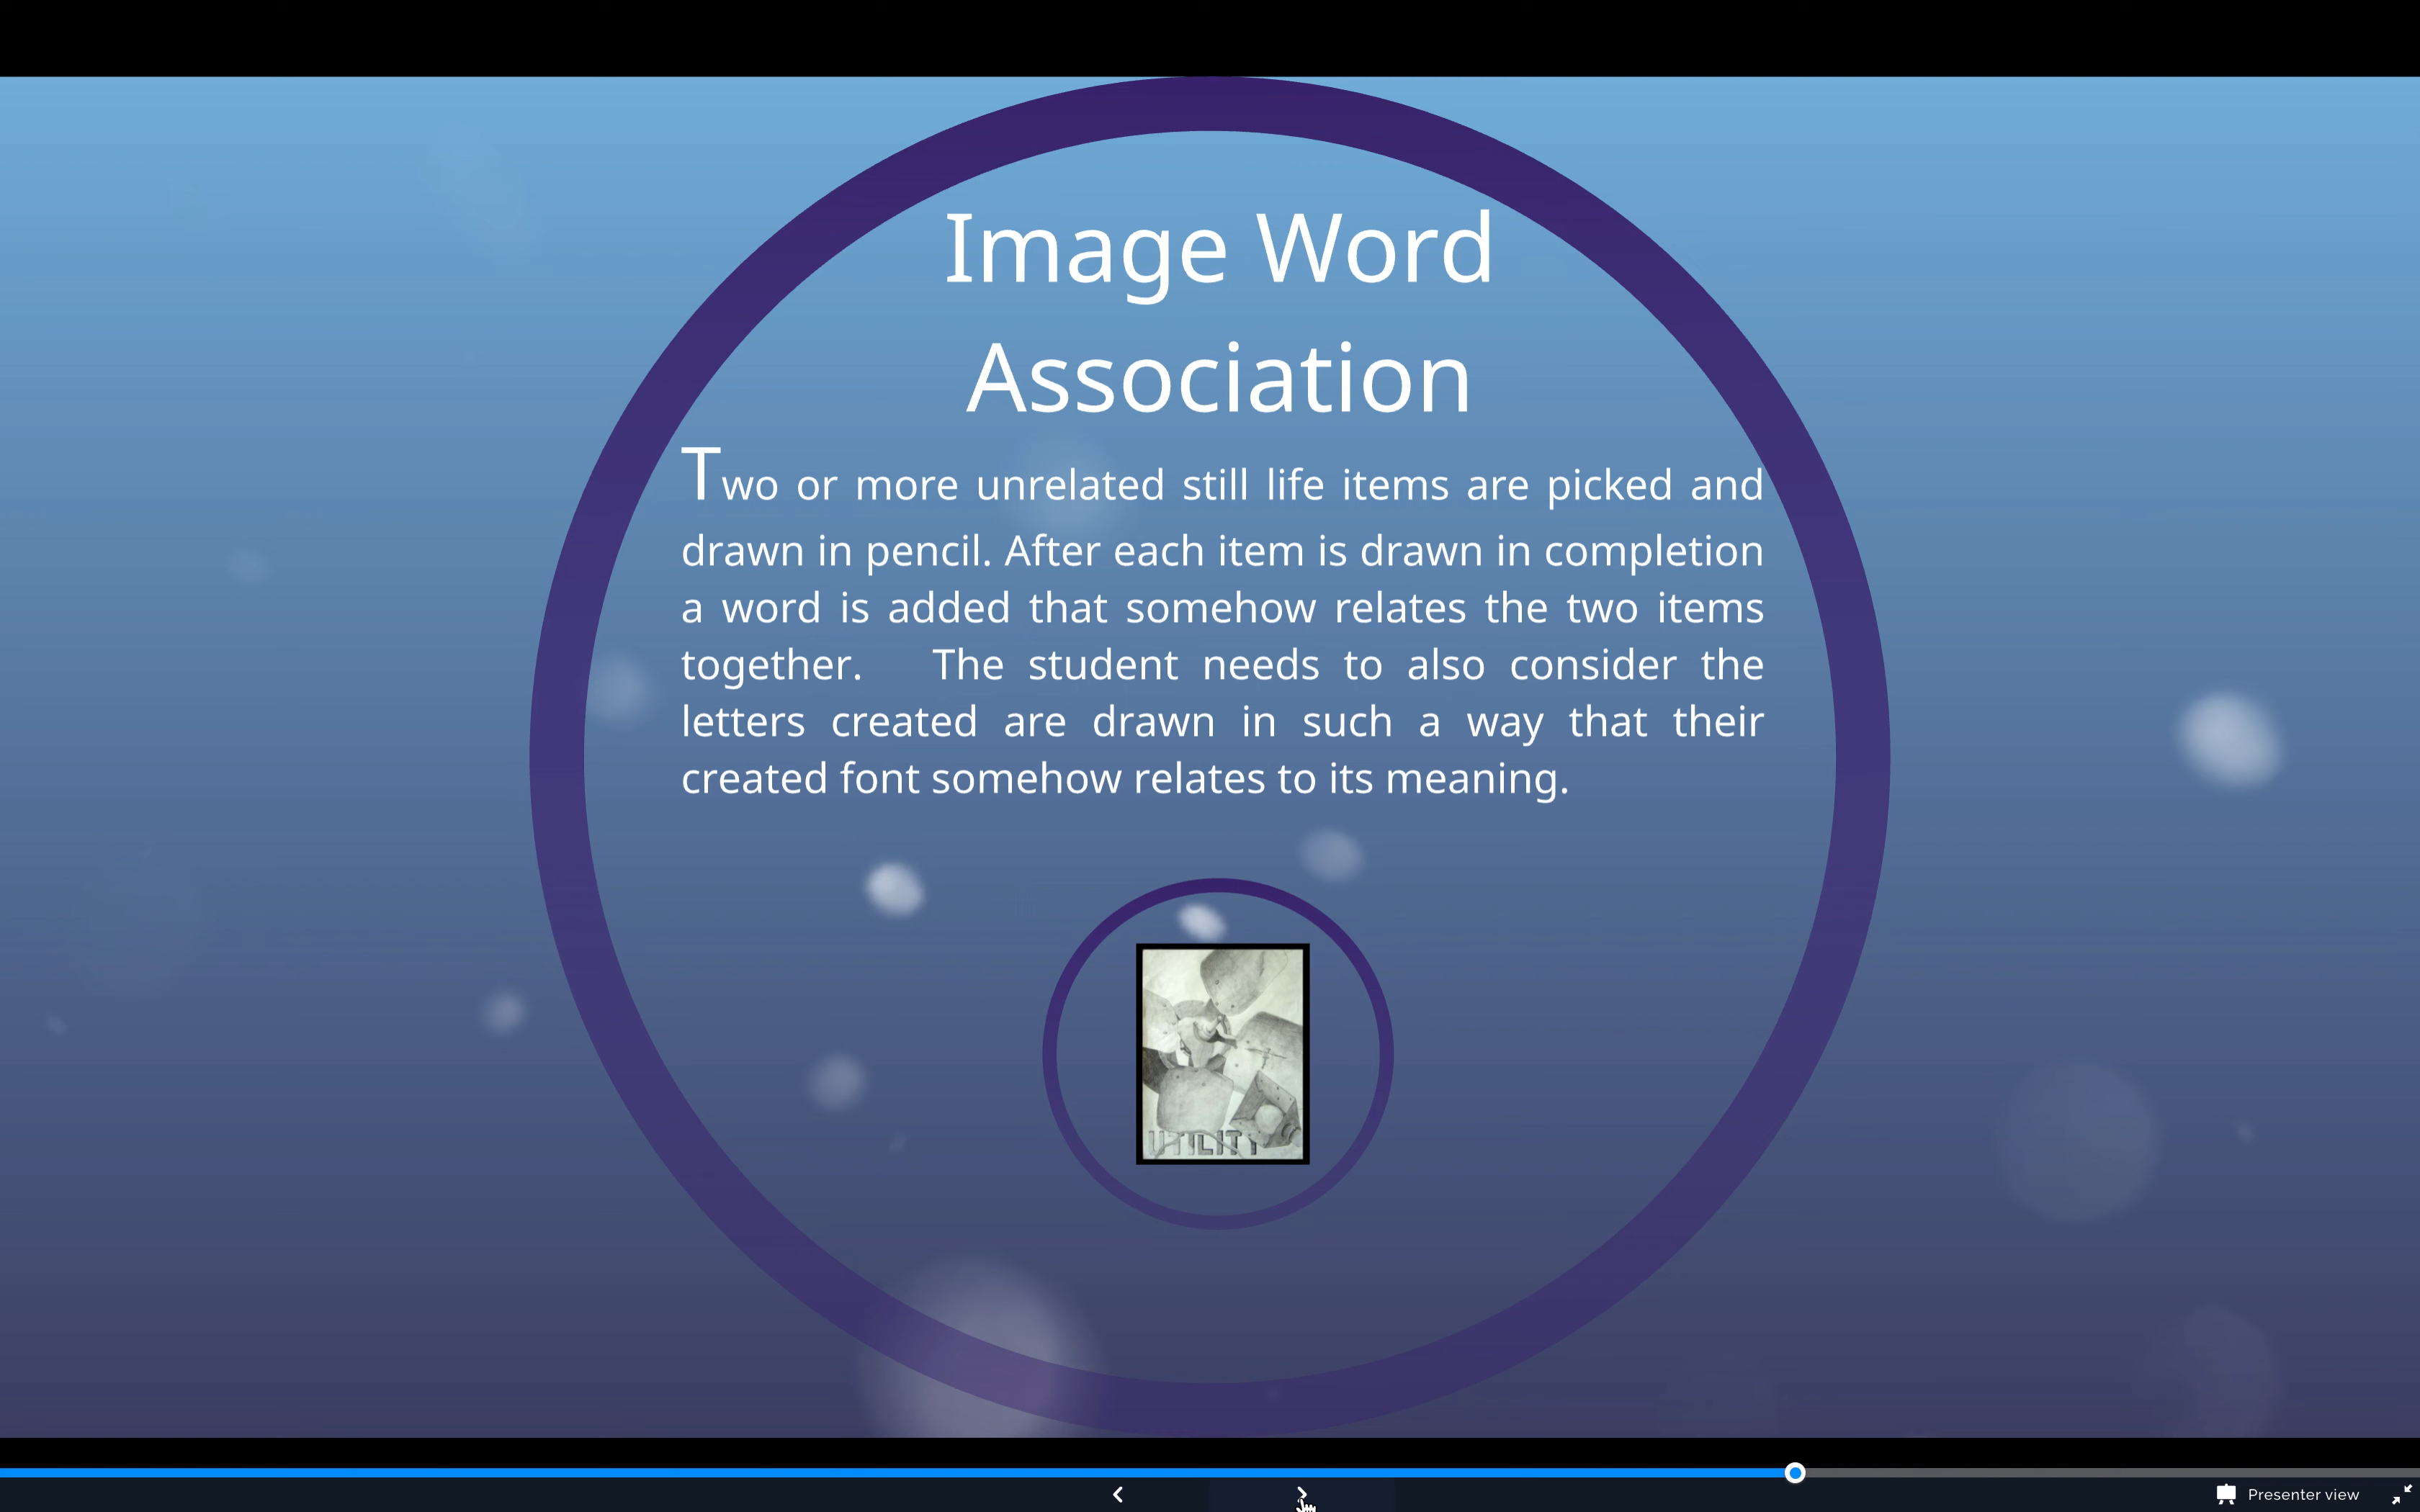 Image Word
Association
Two or more unrelated still life items are picked and
drawn in pencil. After each item is drawn in completion
a word is added that somehow relates the two items
together. The student needs to also consider the
letters created are drawn in such a way that their
created font somehow relates to its meaning.
UTILITY
Presenter view